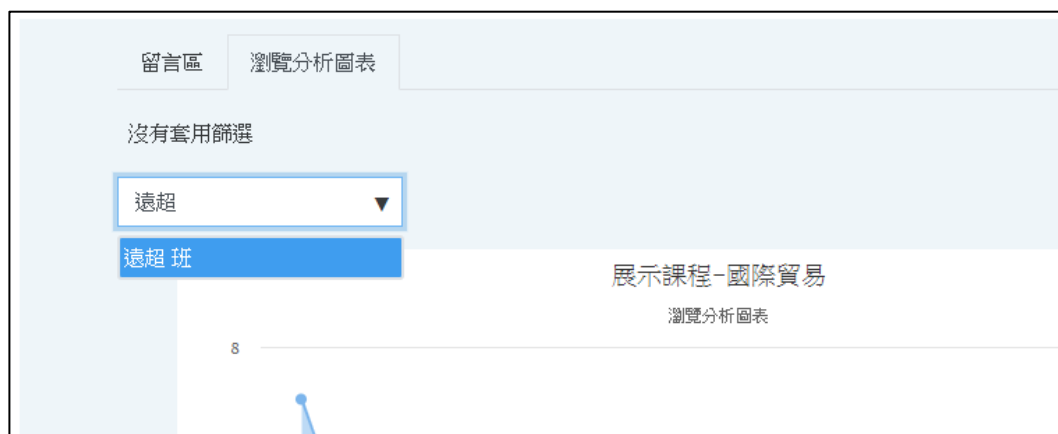 留言區 瀏覽分析圖表
沒有套用篩選
遠超 ▼
遠超 班
展示課程-國際貿易
瀏覽分析圖表
8